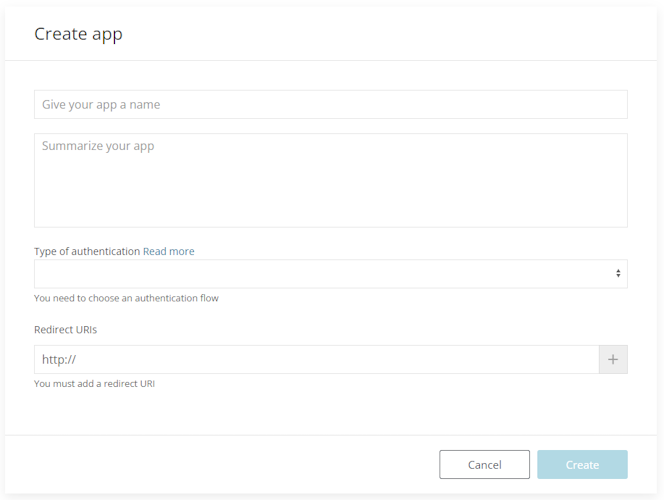 Create app
Give your app a name
Summarize your app
Type of authentication Read more
You need to choose an authentication flow
Redirect URIs
http://
+
You must add a redirect URI
Cancel
Create